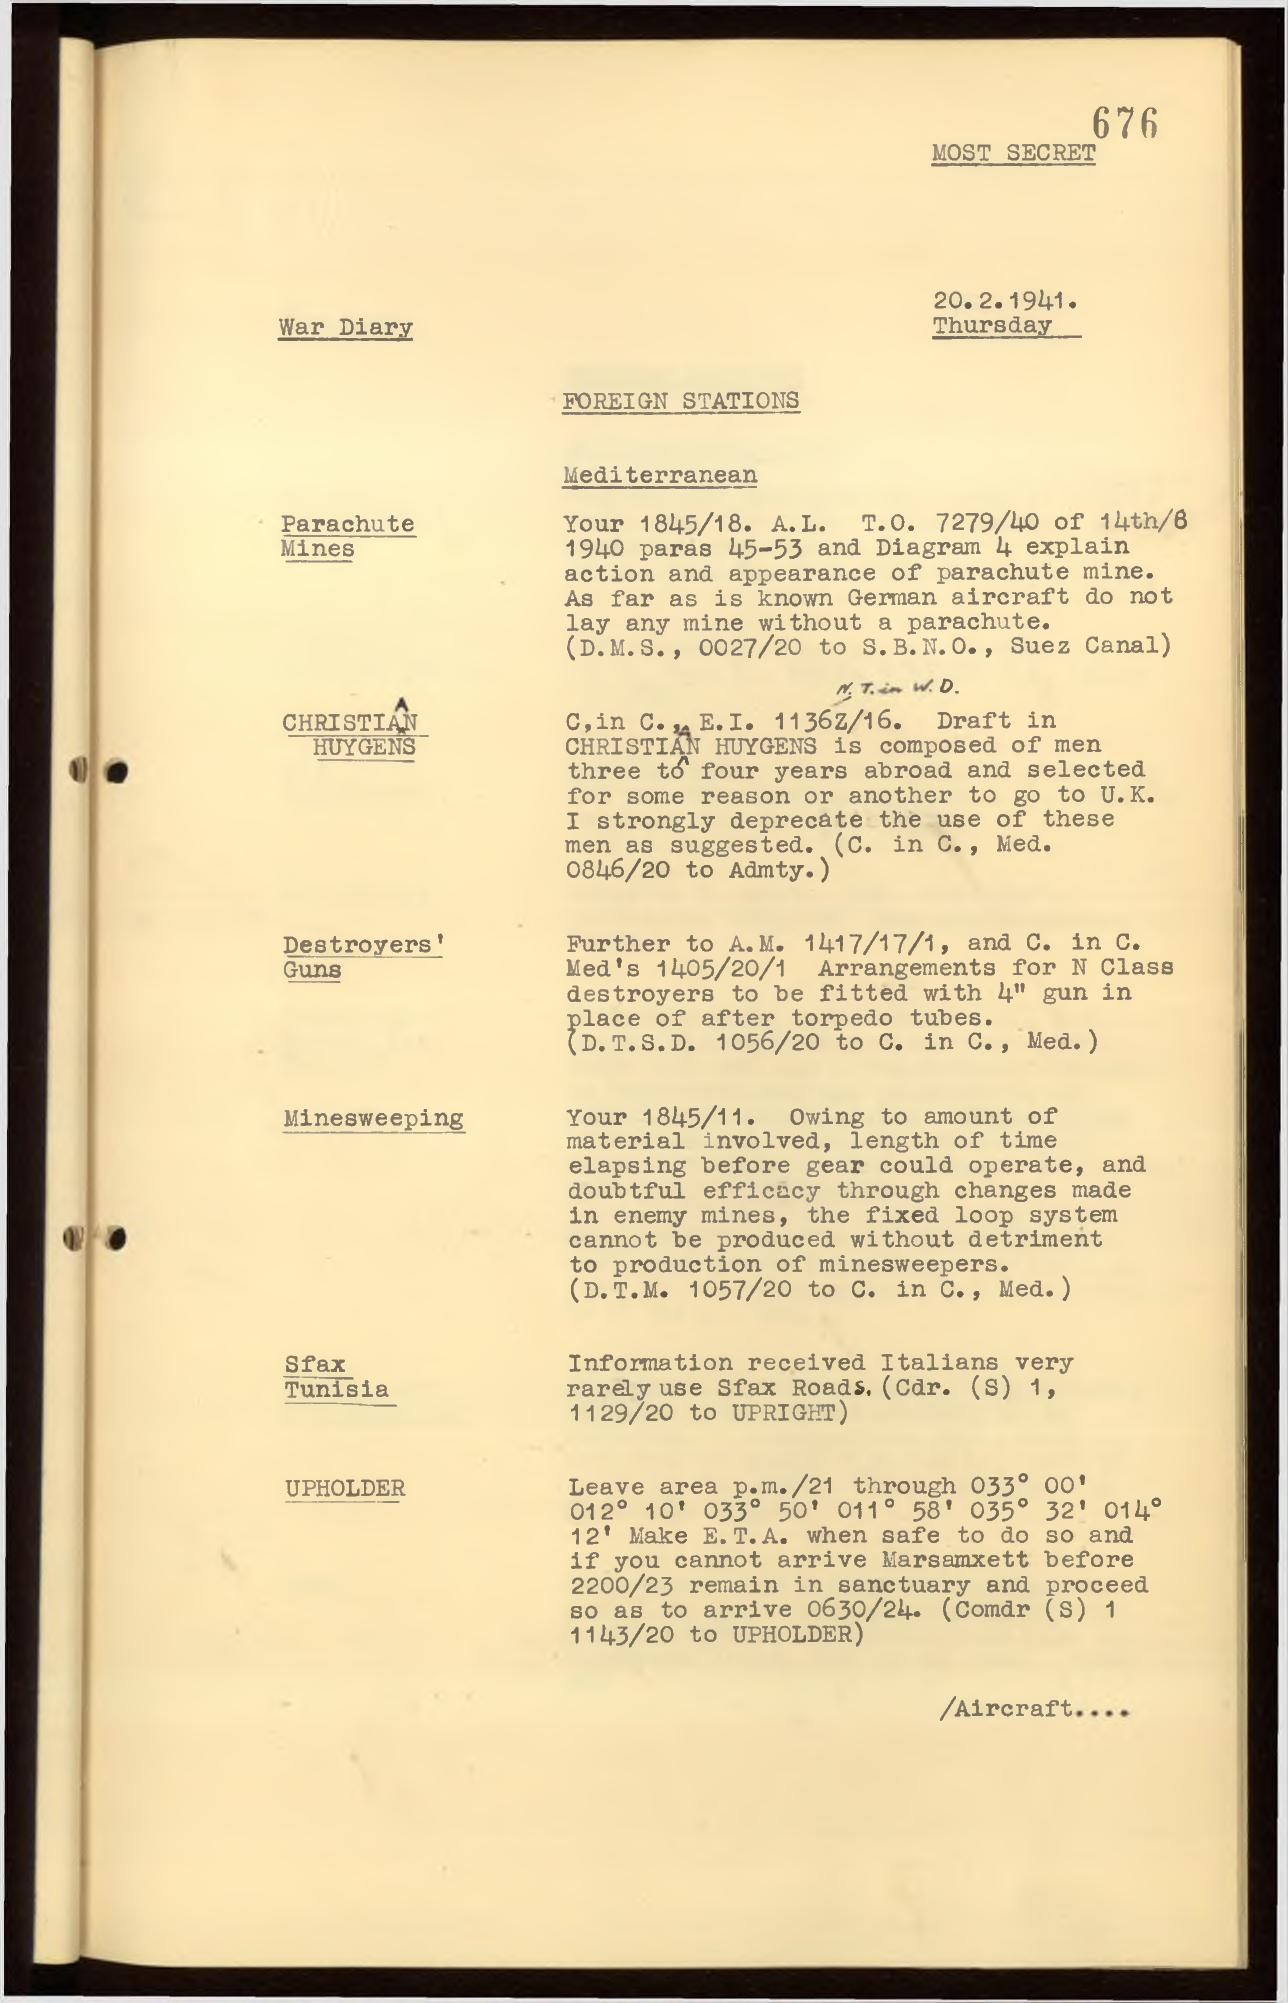 676
MOST SECRET
20.2.1941.
War Diary
Thursday
FOREIGN STATIONS
Mediterranean
Parachute
Mines
Your 1845/18. A.L. T.O. 7279/40 of 14th/8
1940 paras 45-53 and Diagram 4 explain
action and appearance of parachute mine.
As far as is known German aircraft do not
lay any mine without a parachute.
(D.M.S., 0027/20 to S.B.N.O., Suez Canal)
N.T. in W.D.
CHRISTIAN
HUYGENS
C,in C., E.I. 1136Z/16. Draft in
CHRISTIAN HUYGENS is composed of men
three to four years abroad and selected
for some reason or another to go to U.K.
I strongly deprecate the use of these
men as suggested. (C. in C., Med.
0846/20 to Admty.)
Destroyers'
Guns
Further to A.M. 1417/17/1, and C. in C.
Med's 1405/20/1 Arrangements for N Class
destroyers to be fitted with 4" gun in
place of after torpedo tubes.
(D.T.S.D. 1056/20 to C. in C., Med.)
Minesweeping
Your 1845/11. Owing to amount of
material involved, length of time
elapsing before gear could operate, and
doubtful efficacy through changes made
in enemy mines, the fixed loop system
cannot be produced without detriment
to production of minesweepers.
(D.T.M. 1057/20 to C. in C., Med.)
Sfax
Tunisia
Information received Italians very
rarely use Sfax Roads. (Cdr. (S) 1,
1129/20 to UPRIGHT)
UPHOLDER
Leave area p.m./21 through 033° 00'
012° 10' 033° 50' 011° 58' 035° 32' 014°
12' Make E.T.A. when safe to do so and
if you cannot arrive Marsamxett before
2200/23 remain in sanctuary and proceed
so as to arrive 0630/24. (Comdr (S) 1
1143/20 to UPHOLDER)
/Aircraft....